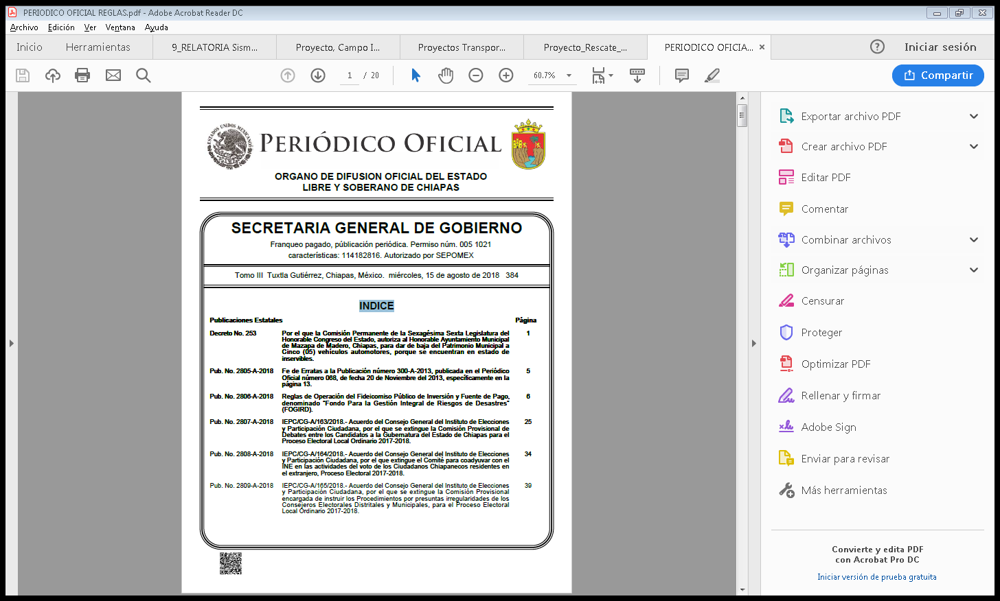 PERIODICO OFICIAL REGLAS.pdf - Adobe Acrobat Reader DC
Archivo Edición Ver Ventana Ayuda
Inicio Herramientas 9_RELATORIA Sism... Proyecto, Campo I... Proyectos Transpor... Proyecto_Rescate_... PERIODICO OFICIA... × Iniciar sesión
1 / 20 60.7% Compartir
ESTADOS UNIDOS MEXICANOS
PERIÓDICO OFICIAL
ORGANO DE DIFUSION OFICIAL DEL ESTADO
LIBRE Y SOBERANO DE CHIAPAS
SECRETARIA GENERAL DE GOBIERNO
Franqueo pagado, públicación periódica. Permiso núm. 005 1021
características: 114182816. Autorizado por SEPOMEX
Tomo III Tuxtla Gutiérrez, Chiapas, México. miércoles, 15 de agosto de 2018 384
INDICE
Publicaciones Estatales Página
Decreto No. 253 Por el que la Comisión Permanente de la Sexagésima Sexta Legislatura del 1
Honorable Congreso del Estado, autoriza al Honorable Ayuntamiento Municipal
de Mazapa de Madero, Chiapas, para dar de baja del Patrimonio Municipal a
Cinco (05) vehículos automotores, porque se encuentran en estado de
inservibles.
Pub. No. 2805-A-2018 Fe de Erratas a la Publicación número 300-A-2013, publicada en el Periódico 5
Oficial número 068, de fecha 20 de Noviembre del 2013, específicamente en la
página 13.
Pub. No. 2806-A-2018 Reglas de Operación del Fideicomiso Público de Inversión y Fuente de Pago, 6
denominado "Fondo Para la Gestión Integral de Riesgos de Desastres"
(FOGIRD).
Pub. No. 2807-A-2018 IEPC/CG-A/163/2018.- Acuerdo del Consejo General del Instituto de Elecciones 25
y Participación Ciudadana, por el que se extingue la Comisión Provisional de
Debates entre los Candidatos a la Gubernatura del Estado de Chiapas para el
Proceso Electoral Local Ordinario 2017-2018.
Pub. No. 2808-A-2018 IEPC/CG-A/164/2018.- Acuerdo del Consejo General del Instituto de Elecciones 34
y Participación Ciudadana, por el que extingue el Comité para coadyuvar con el
INE en las actividades del voto de los Ciudadanos Chiapanecos residentes en
el extranjero, Proceso Electoral 2017-2018.
Pub. No. 2809-A-2018 IEPC/CG-A/165/2018.- Acuerdo del Consejo General del Instituto de Elecciones 39
y Participación Ciudadana, por el que se extingue la Comisión Provisional
encargada de instruir los Procedimientos por presuntas irregularidades de los
Consejeros Electorales Distritales y Municipales, para el Proceso Electoral
Local Ordinario 2017-2018.
Exportar archivo PDF
Crear archivo PDF
Editar PDF
Comentar
Combinar archivos
Organizar páginas
Censurar
Proteger
Optimizar PDF
Rellenar y firmar
Adobe Sign
Enviar para revisar
Más herramientas
Convierte y edita PDF
con Acrobat Pro DC
Iniciar versión de prueba gratuita